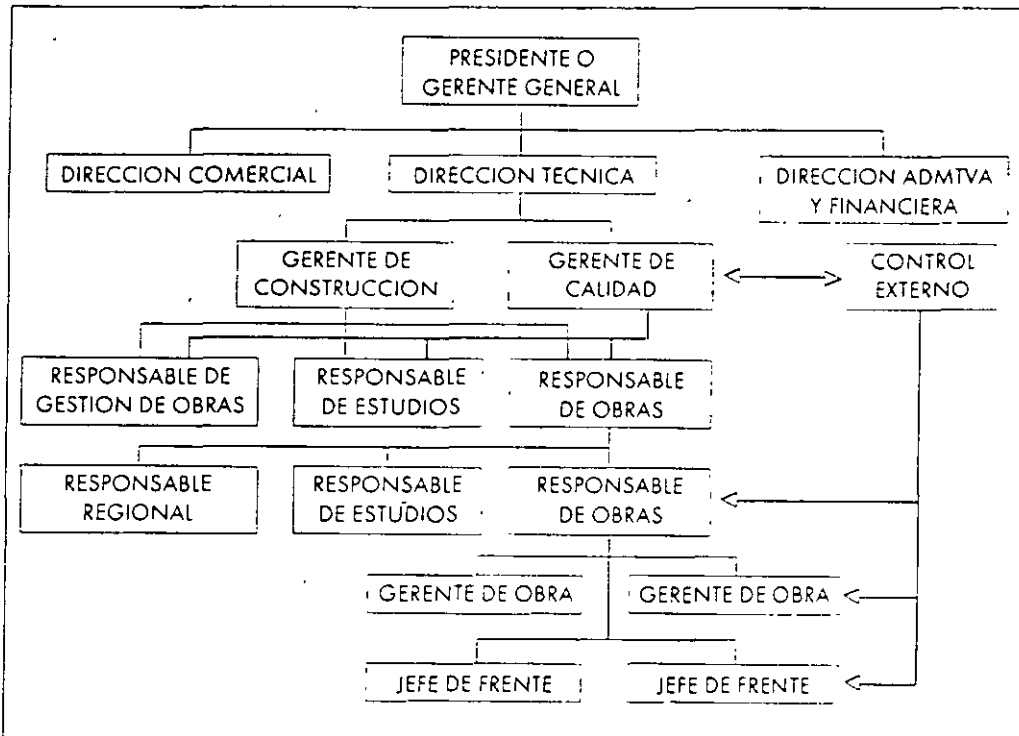 PRESIDENTE O
GERENTE GENERAL
DIRECCION COMERCIAL
DIRECCION TECNICA
DIRECCION ADMTVA
Y FINANCIERA
GERENTE DE
CONSTRUCCION
GERENTE DE
CALIDAD
CONTROL
EXTERNO
RESPONSABLE DE
GESTION DE OBRAS
RESPONSABLE
DE ESTUDIOS
RESPONSABLE
DE OBRAS
RESPONSABLE
REGIONAL
RESPONSABLE
DE ESTUDIOS
RESPONSABLE
DE OBRAS
GERENTE DE OBRA
GERENTE DE OBRA
JEFE DE FRENTE
JEFE DE FRENTE